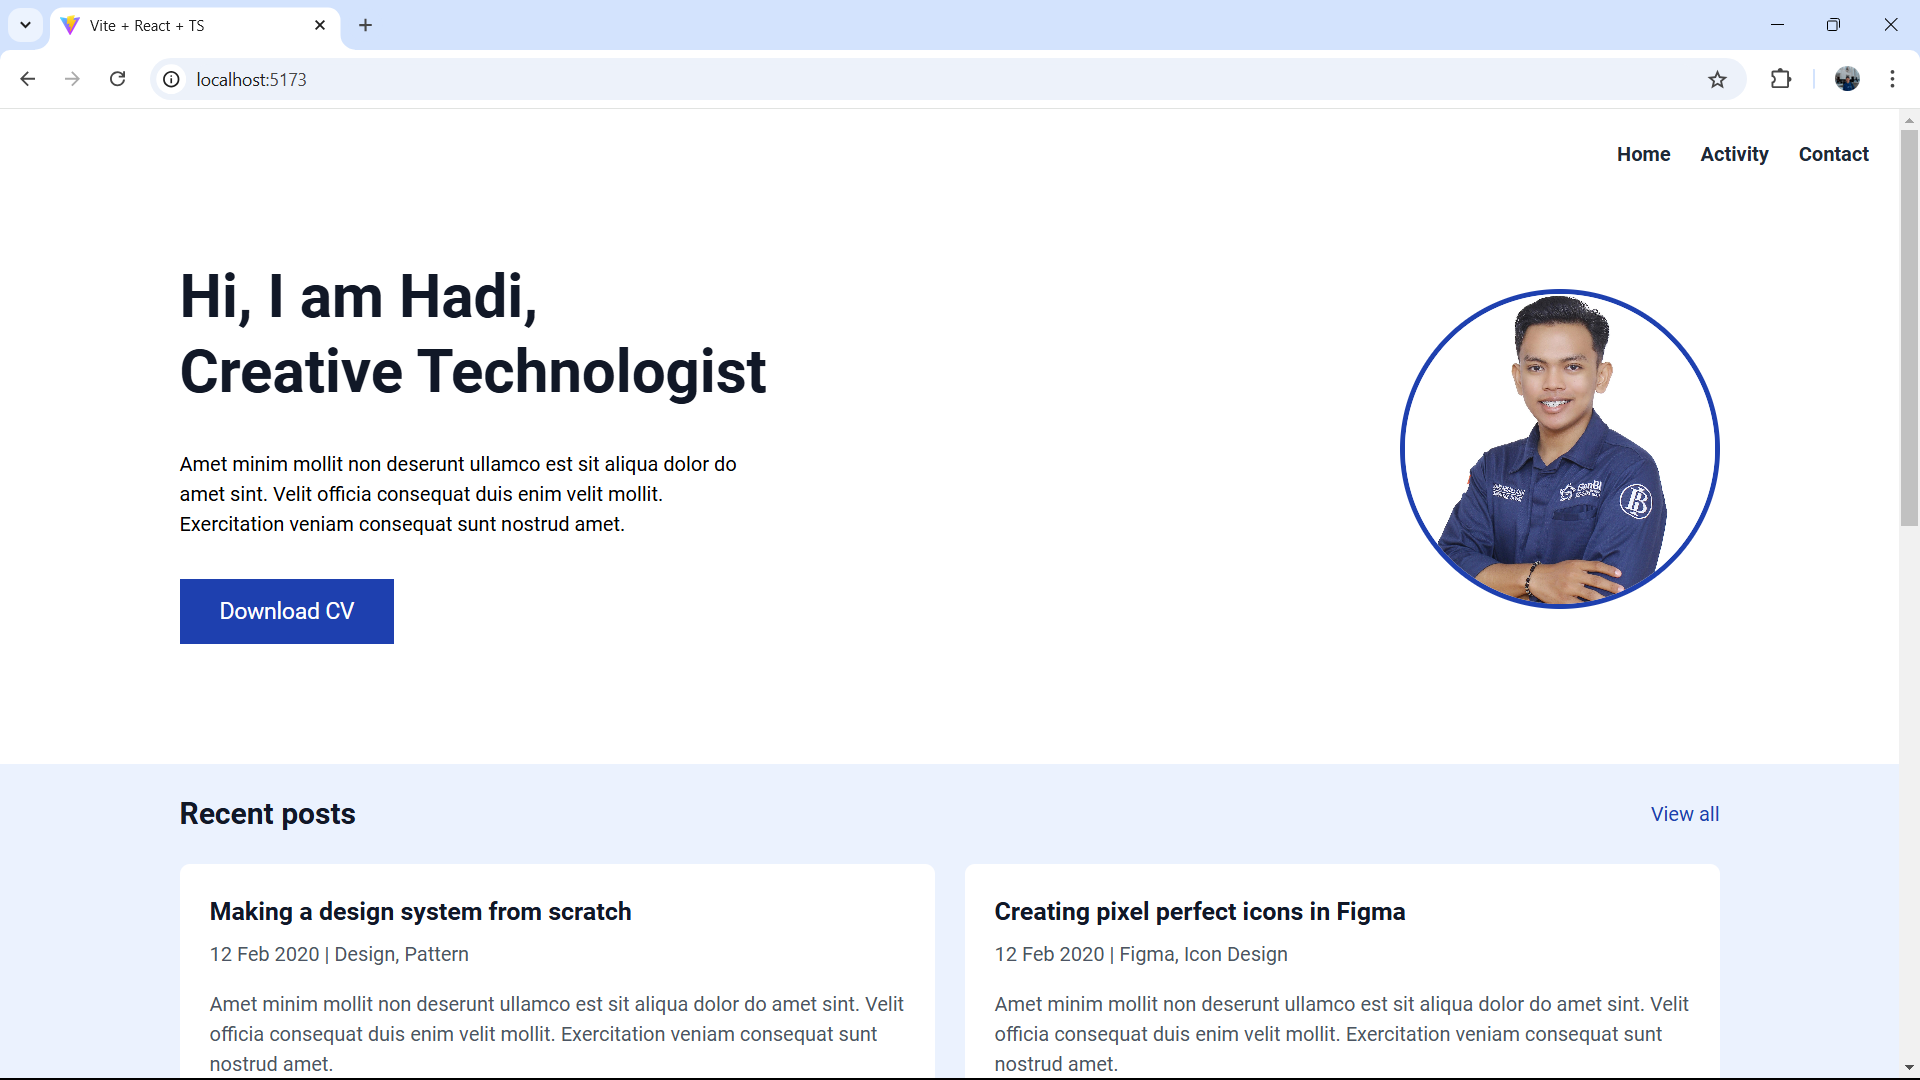 Vite + React + TS
localhost:5173
Home Activity Contact
Hi, I am Hadi,
Creative Technologist
Amet minim mollit non deserunt ullamco est sit aliqua dolor do
amet sint. Velit officia consequat duis enim velit mollit.
Exercitation veniam consequat sunt nostrud amet.
Download CV
GenBI
Recent posts
View all
Making a design system from scratch
12 Feb 2020 | Design, Pattern
Amet minim mollit non deserunt ullamco est sit aliqua dolor do amet sint. Velit
officia consequat duis enim velit mollit. Exercitation veniam consequat sunt
nostrud amet.
Creating pixel perfect icons in Figma
12 Feb 2020 | Figma, Icon Design
Amet minim mollit non deserunt ullamco est sit aliqua dolor do amet sint. Velit
officia consequat duis enim velit mollit. Exercitation veniam consequat sunt
nostrud amet.